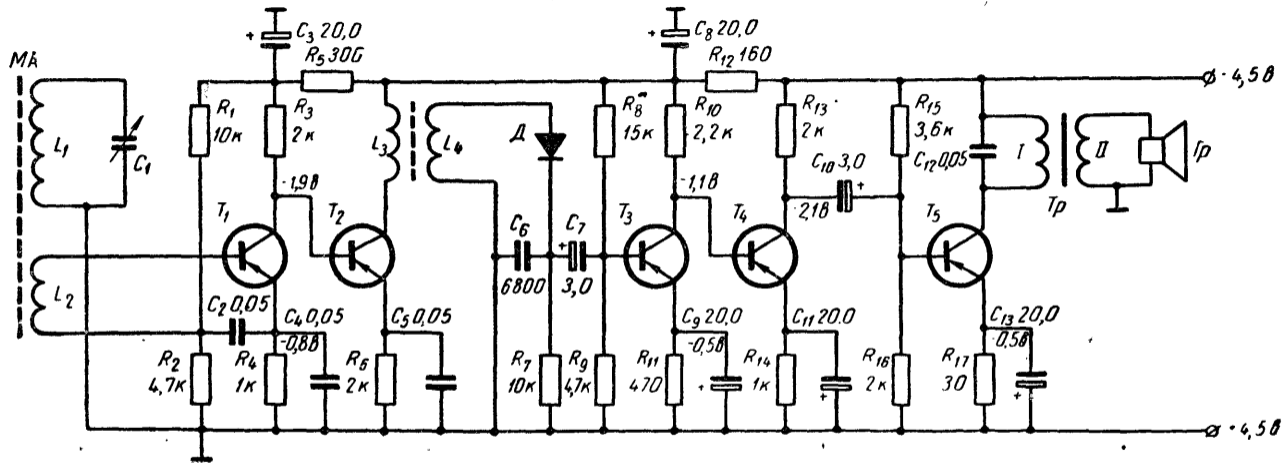 МА
L₁
C₁
L₂
+ C₃ 20,0
R₅ 300
R₁
10к
R₃
2к
-1,9в
T₁
T₂
C₂ 0,05
C₄ 0,05
-0,8в
C₅ 0,05
R₂
4,7к
R₄
1к
R₆
2к
L₃
L₄
Д
C₆
6800
+ C₇
3,0
R₇
10к
R₉
4,7к
+ C₈ 20,0
R₁₂ 160
R₈*
15к
R₁₀
2,2к
-1,1в
T₃
T₄
C₉ 20,0
-0,5в
+
R₁₁
470
R₁₃
2к
C₁₀ 3,0
+
2,1в
C₁₁ 20,0
+
R₁₄
1к
R₁₅
3,6к
C₁₂ 0,05
T₅
R₁₆
2к
R₁₇
30
C₁₃ 20,0
0,5в
+
I
II
Тр
Гр
-4,5в
·4,5в